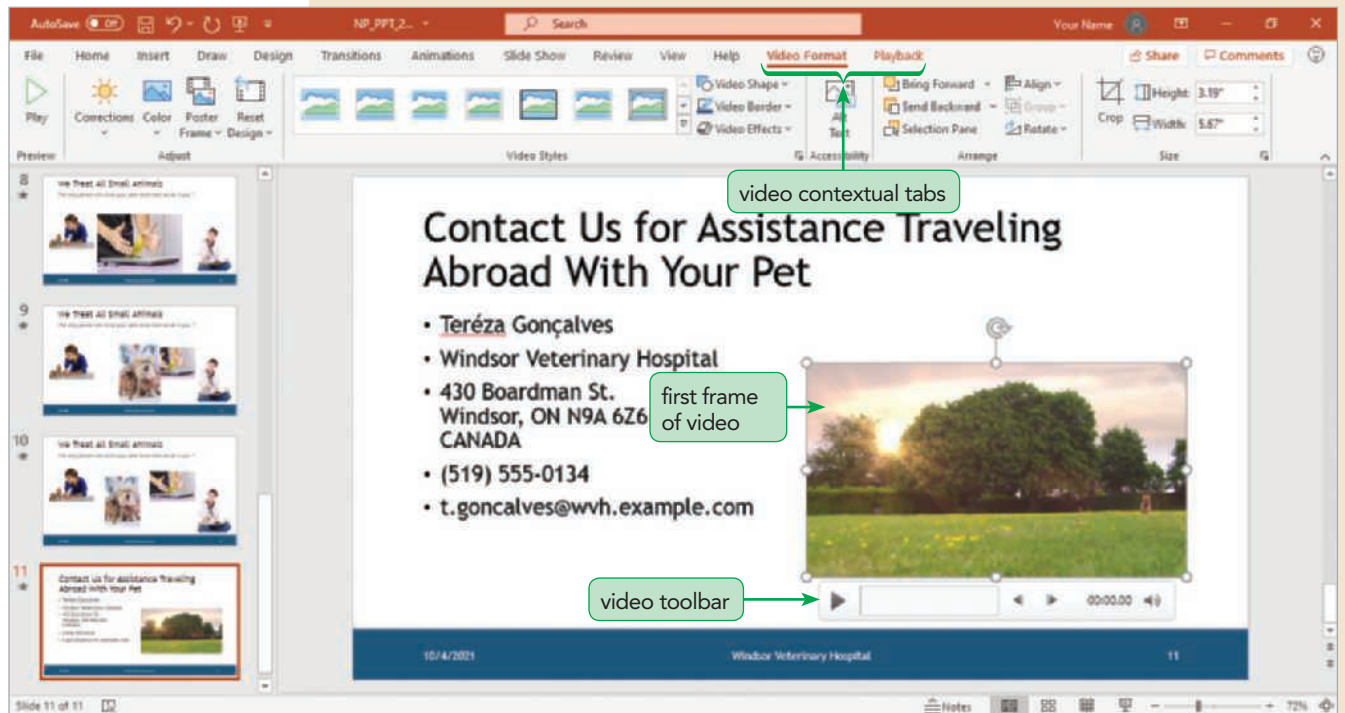 AutoSave Off NP_PPT_2... Search Your Name
File Home Insert Draw Design Transitions Animations Slide Show Review View Help Video Format Playback Share Comments
Play
Corrections Color Poster Frame Reset Design
Video Shape
Video Border
Video Effects
Alt Text
Bring Forward
Send Backward
Selection Pane
Align
Group
Rotate
Crop
Height: 3.19"
Width: 5.67"
Preview Adjust Video Styles Accessibility Arrange Size
video contextual tabs
8
We Treat All Small Animals
9
We Treat All Small Animals
10
We Treat All Small Animals
11
Contact Us for Assistance Traveling
Abroad With Your Pet
Contact Us for Assistance Traveling
Abroad With Your Pet
• Teréza Gonçalves
• Windsor Veterinary Hospital
• 430 Boardman St.
Windsor, ON N9A 6Z6
CANADA
• (519) 555-0134
• t.goncalves@wvh.example.com
first frame
of video
video toolbar
00:00.00
10/4/2021 Windsor Veterinary Hospital 11
Slide 11 of 11 Notes 72%